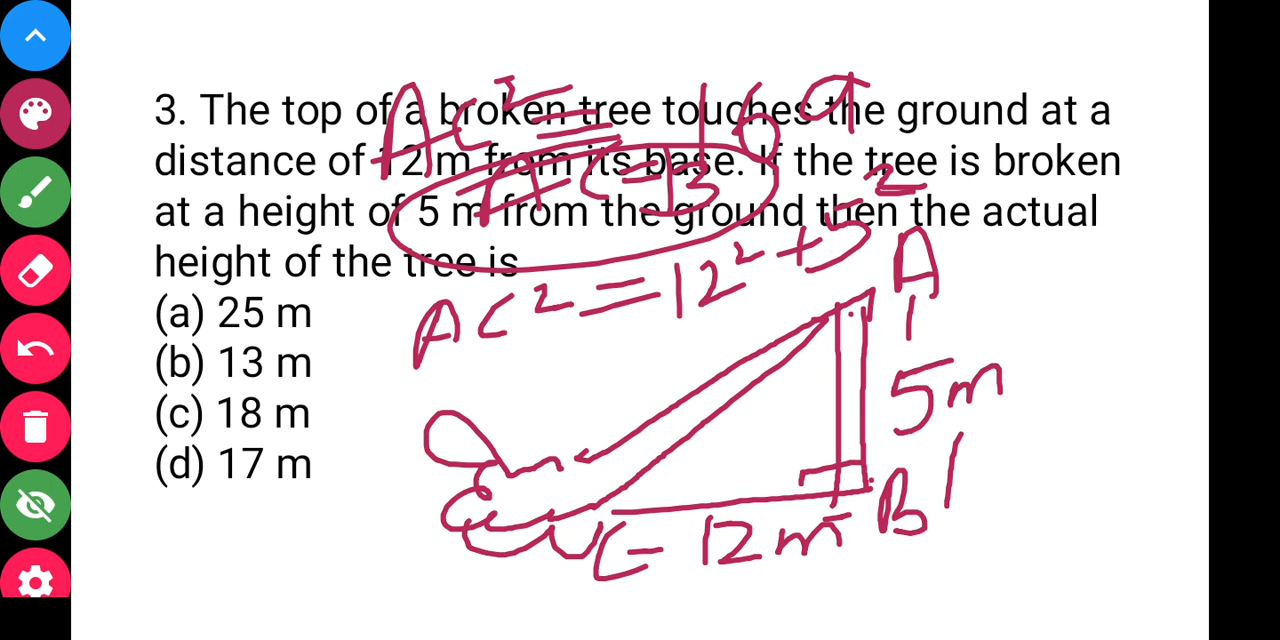 3. The top of a broken tree touches the ground at a
distance of 12 m from its base. If the tree is broken
at a height of 5 m from the ground then the actual
height of the tree is
(a) 25 m
(b) 13 m
(c) 18 m
(d) 17 m
AC² = 169
AC = 13
AC² = 12² + 5²
A
5m
B
C
12m